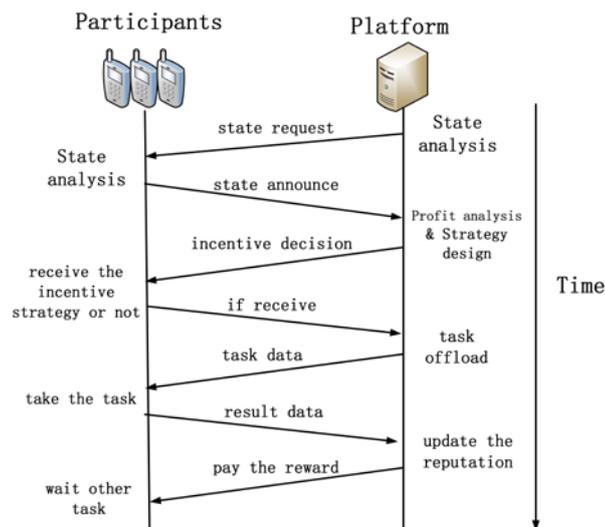 Participants
Platform
state request
State
analysis
State
analysis
state announce
Profit analysis
& Strategy
design
incentive decision
receive the
incentive
strategy or not
if receive
Time
task
offload
task data
take the task
result data
update the
reputation
pay the reward
wait other
task